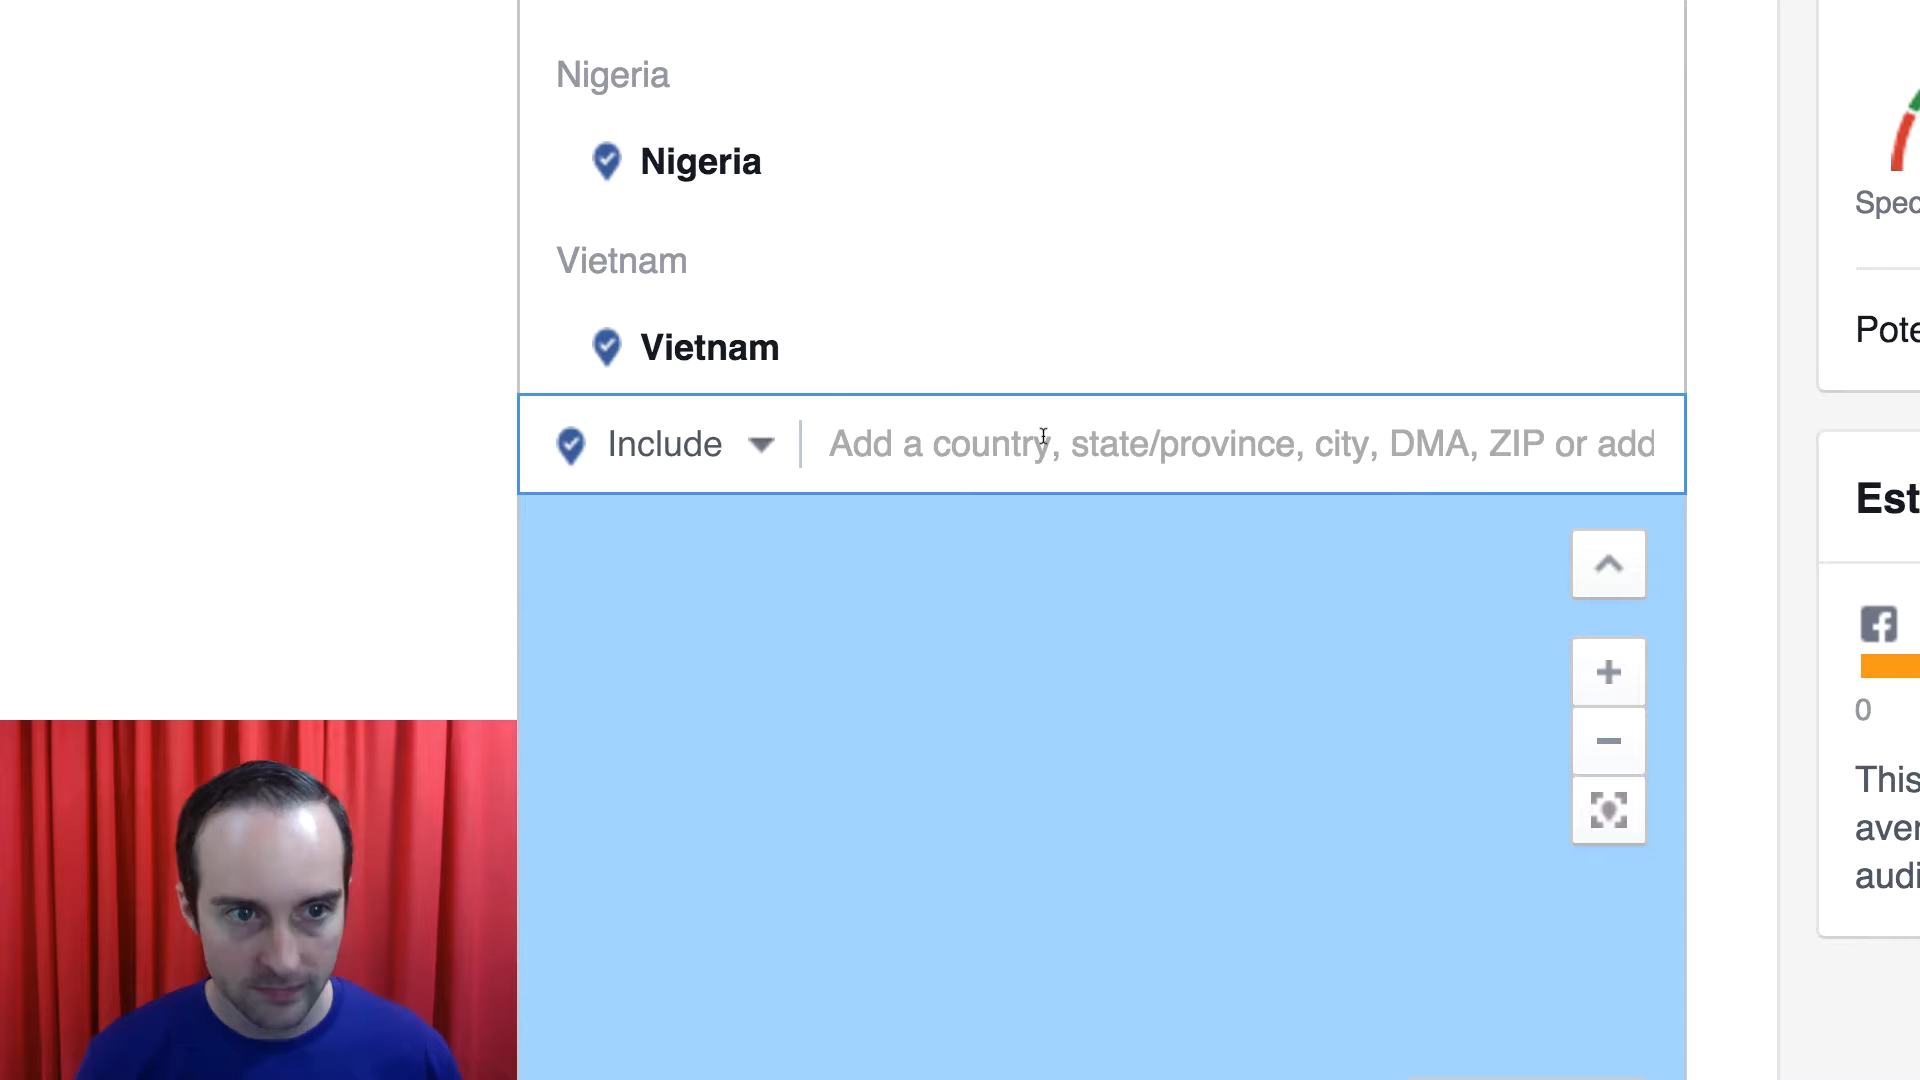 Nigeria
Nigeria
Vietnam
Vietnam
Include
Add a country, state/province, city, DMA, ZIP or add
Spec
Pote
Est
0
This
aver
audi